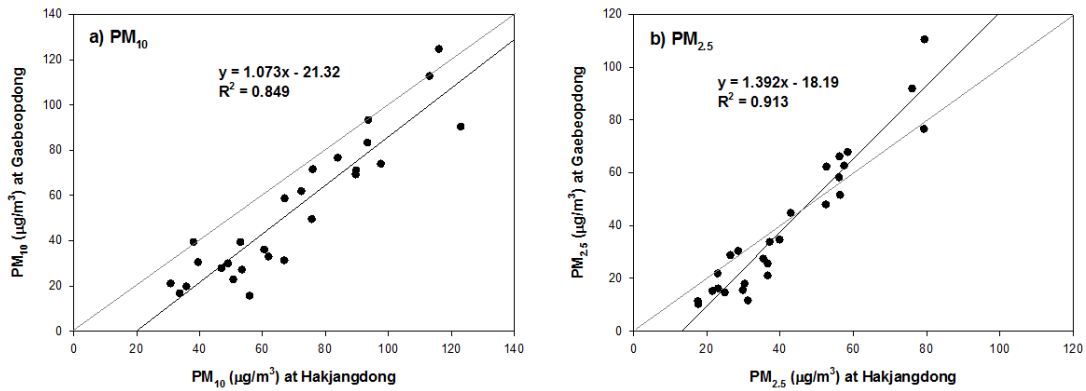 a) PM10
y = 1.073x - 21.32
R² = 0.849
PM10 (μg/m³) at Gaebeopdong
140
120
100
80
60
40
20
0
0 20 40 60 80 100 120 140
PM10 (μg/m³) at Hakjangdong
b) PM2.5
y = 1.392x - 18.19
R² = 0.913
PM2.5 (μg/m³) at Gaebeopdong
120
100
80
60
40
20
0
0 20 40 60 80 100 120
PM2.5 (μg/m³) at Hakjangdong